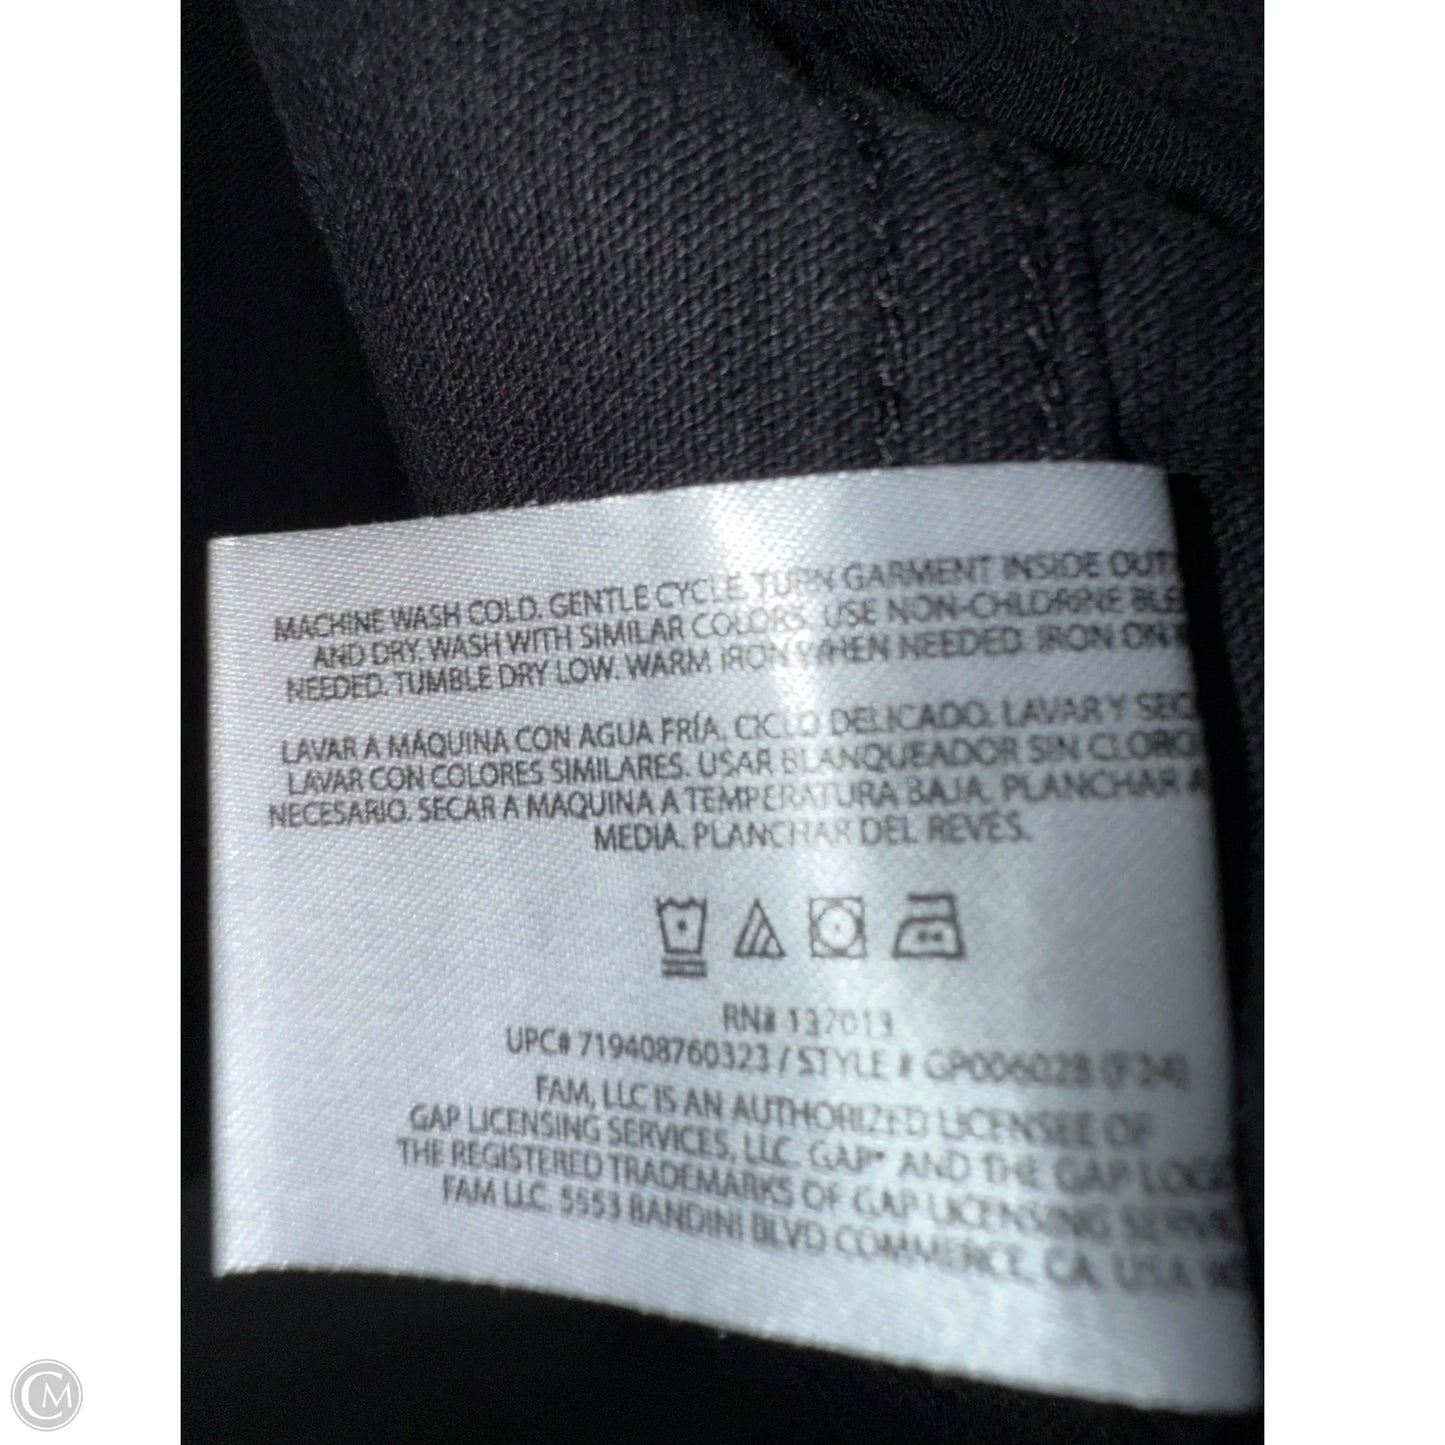 MACHINE WASH COLD. GENTLE CYCLE. TURN GARMENT INSIDE OUT
AND DRY. WASH WITH SIMILAR COLORS. USE NON-CHLORINE
NEEDED. TUMBLE DRY LOW. WARM IRON WHEN NEEDED. IRON ON
LAVAR A MÁQUINA CON AGUA FRÍA. CICLO DELICADO. LAVAR Y
LAVAR CON COLORES SIMILARES. USAR BLANQUEADOR SIN CLORO
NECESARIO. SECAR A MAQUINA A TEMPERATURA BAJA. PLANCHAR A
MEDIA. PLANCHAR DEL REVES.
RN# 137013
UPC# 719408760323 / STYLE # GP006028 (F24)
FAM, LLC IS AN AUTHORIZED LICENSEE OF
GAP LICENSING SERVICES, LLC. GAP® AND THE GAP LOGO
THE REGISTERED TRADEMARKS OF GAP LICENSING
FAM LLC. 5553 BANDINI BLVD COMMERCE, CA. USA
CM